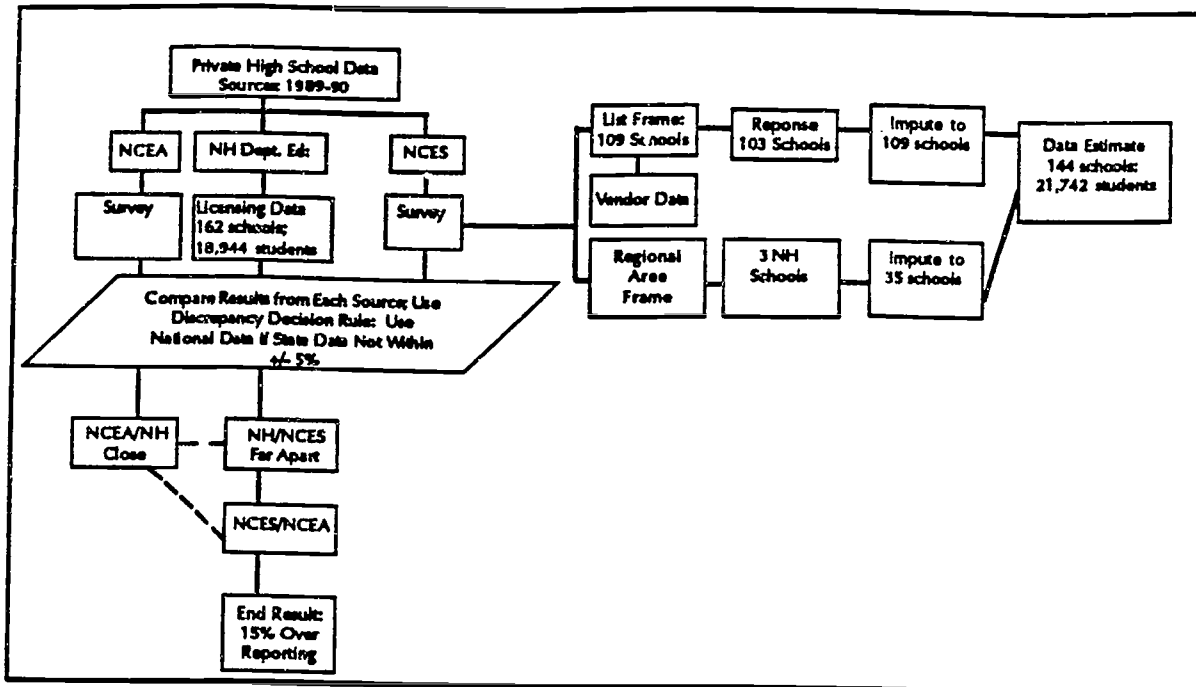 Private High School Data
Sources: 1989-90
NCEA
NH Dept. Ed:
NCES
Survey
Licensing Data
162 schools;
18,944 students
Survey
List Frame:
109 Schools
Reponse
103 Schools
Impute to
109 schools
Data Estimate
144 schools:
21,742 students
Vendor Data
Regional
Area
Frame
3 NH
Schools
Impute to
35 schools
Compare Results from Each Source; Use
Discrepancy Decision Rule: Use
National Data if State Data Not Within
+/- 5%
NCEA/NH
Close
NH/NCES
Far Apart
NCES/NCEA
End Result:
15% Over
Reporting